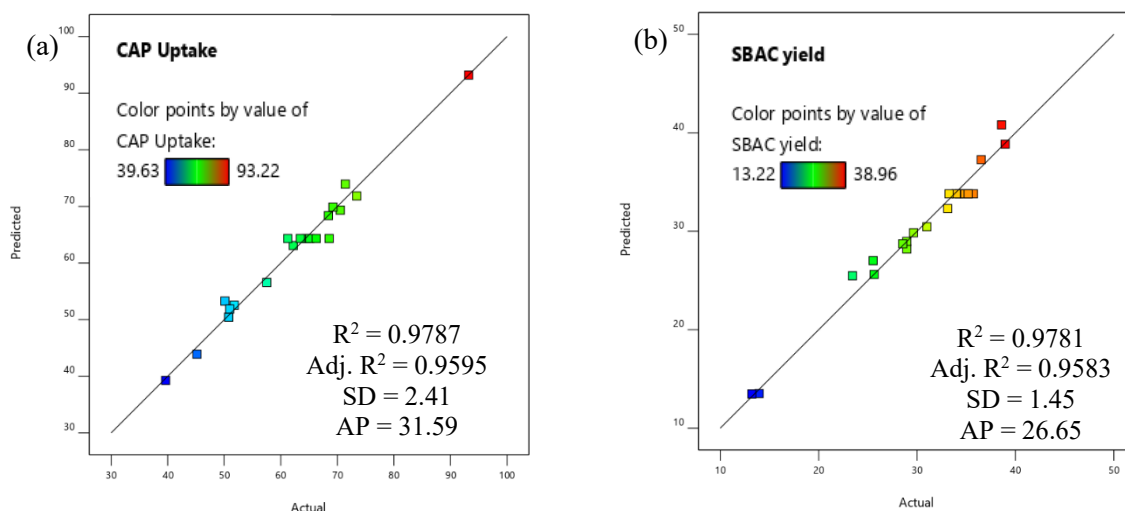 (a)
CAP Uptake
Color points by value of
CAP Uptake:
39.63 93.22
R² = 0.9787
Adj. R² = 0.9595
SD = 2.41
AP = 31.59
Predicted
100
90
80
70
60
50
40
30
30 40 50 60 70 80 90 100
Actual
(b)
SBAC yield
Color points by value of
SBAC yield:
13.22 38.96
R² = 0.9781
Adj. R² = 0.9583
SD = 1.45
AP = 26.65
Predicted
50
40
30
20
10
10 20 30 40 50
Actual